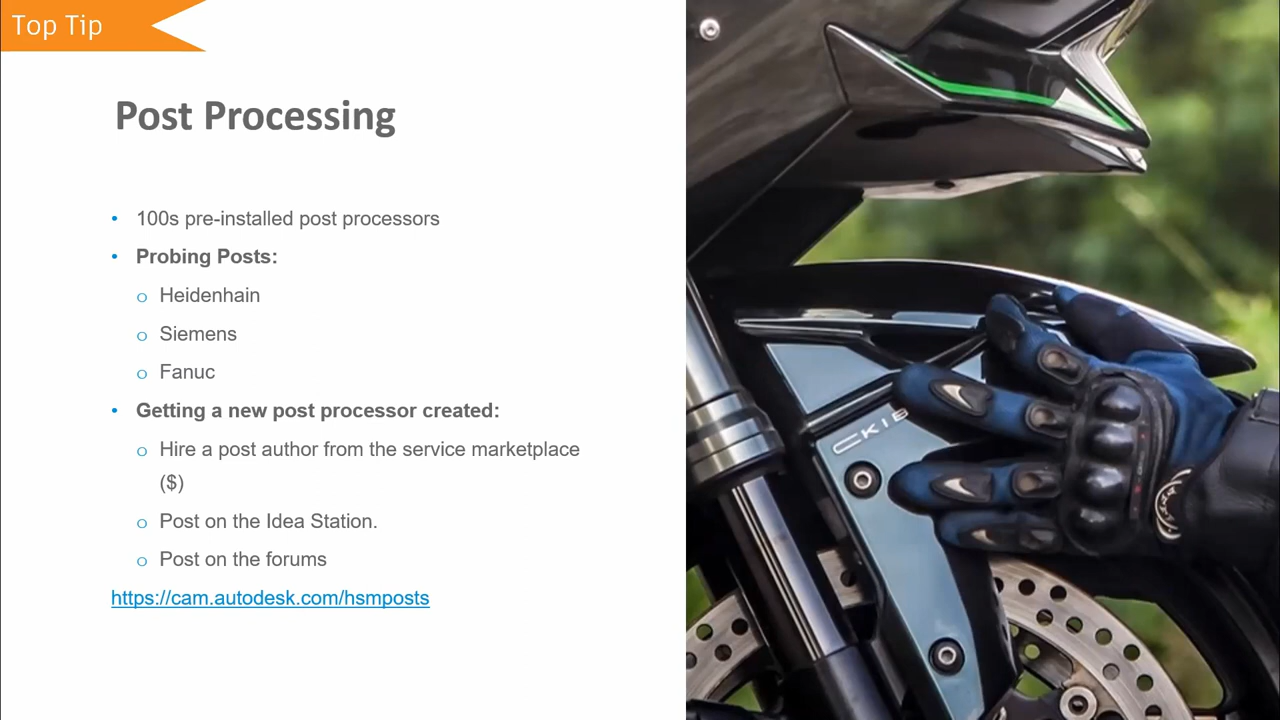 Top Tip
Post Processing
• 100s pre-installed post processors
• Probing Posts:
o Heidenhain
o Siemens
o Fanuc
• Getting a new post processor created:
o Hire a post author from the service marketplace
($)
o Post on the Idea Station.
o Post on the forums
https://cam.autodesk.com/hsmposts
CKIB